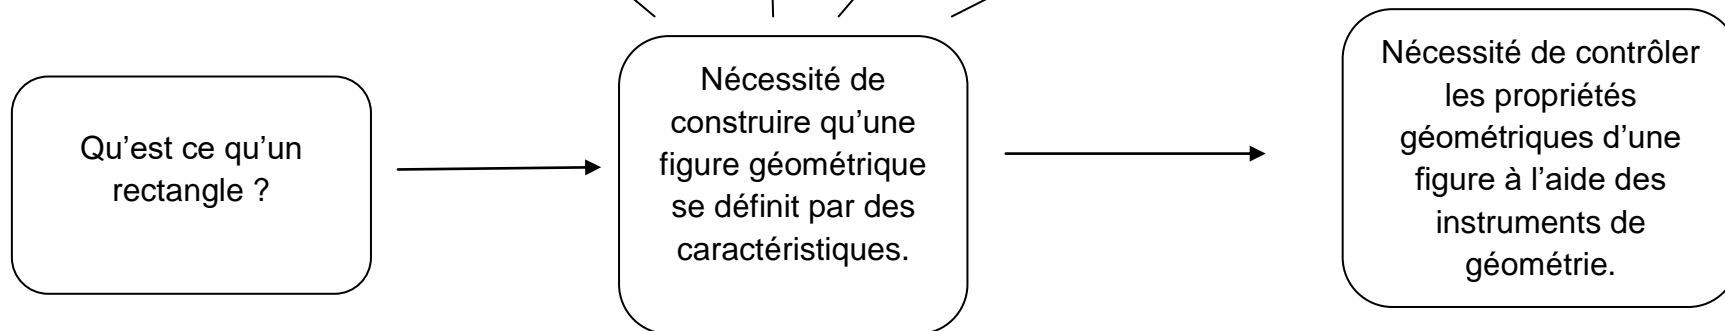 Qu’est ce qu’un
rectangle ?
Nécessité de
construire qu’une
figure géométrique
se définit par des
caractéristiques.
Nécessité de contrôler
les propriétés
géométriques d’une
figure à l’aide des
instruments de
géométrie.